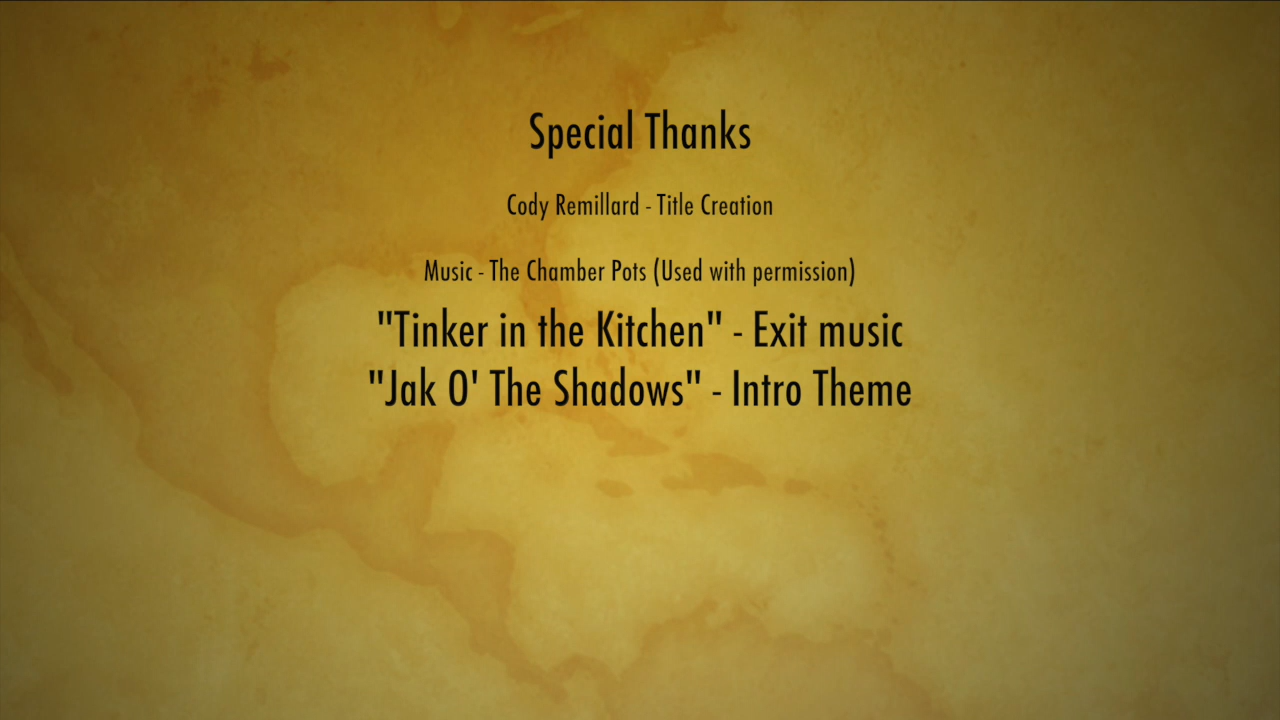 Special Thanks
Cody Remillard - Title Creation
Music - The Chamber Pots (Used with permission)
"Tinker in the Kitchen" - Exit music
"Jak O' The Shadows" - Intro Theme